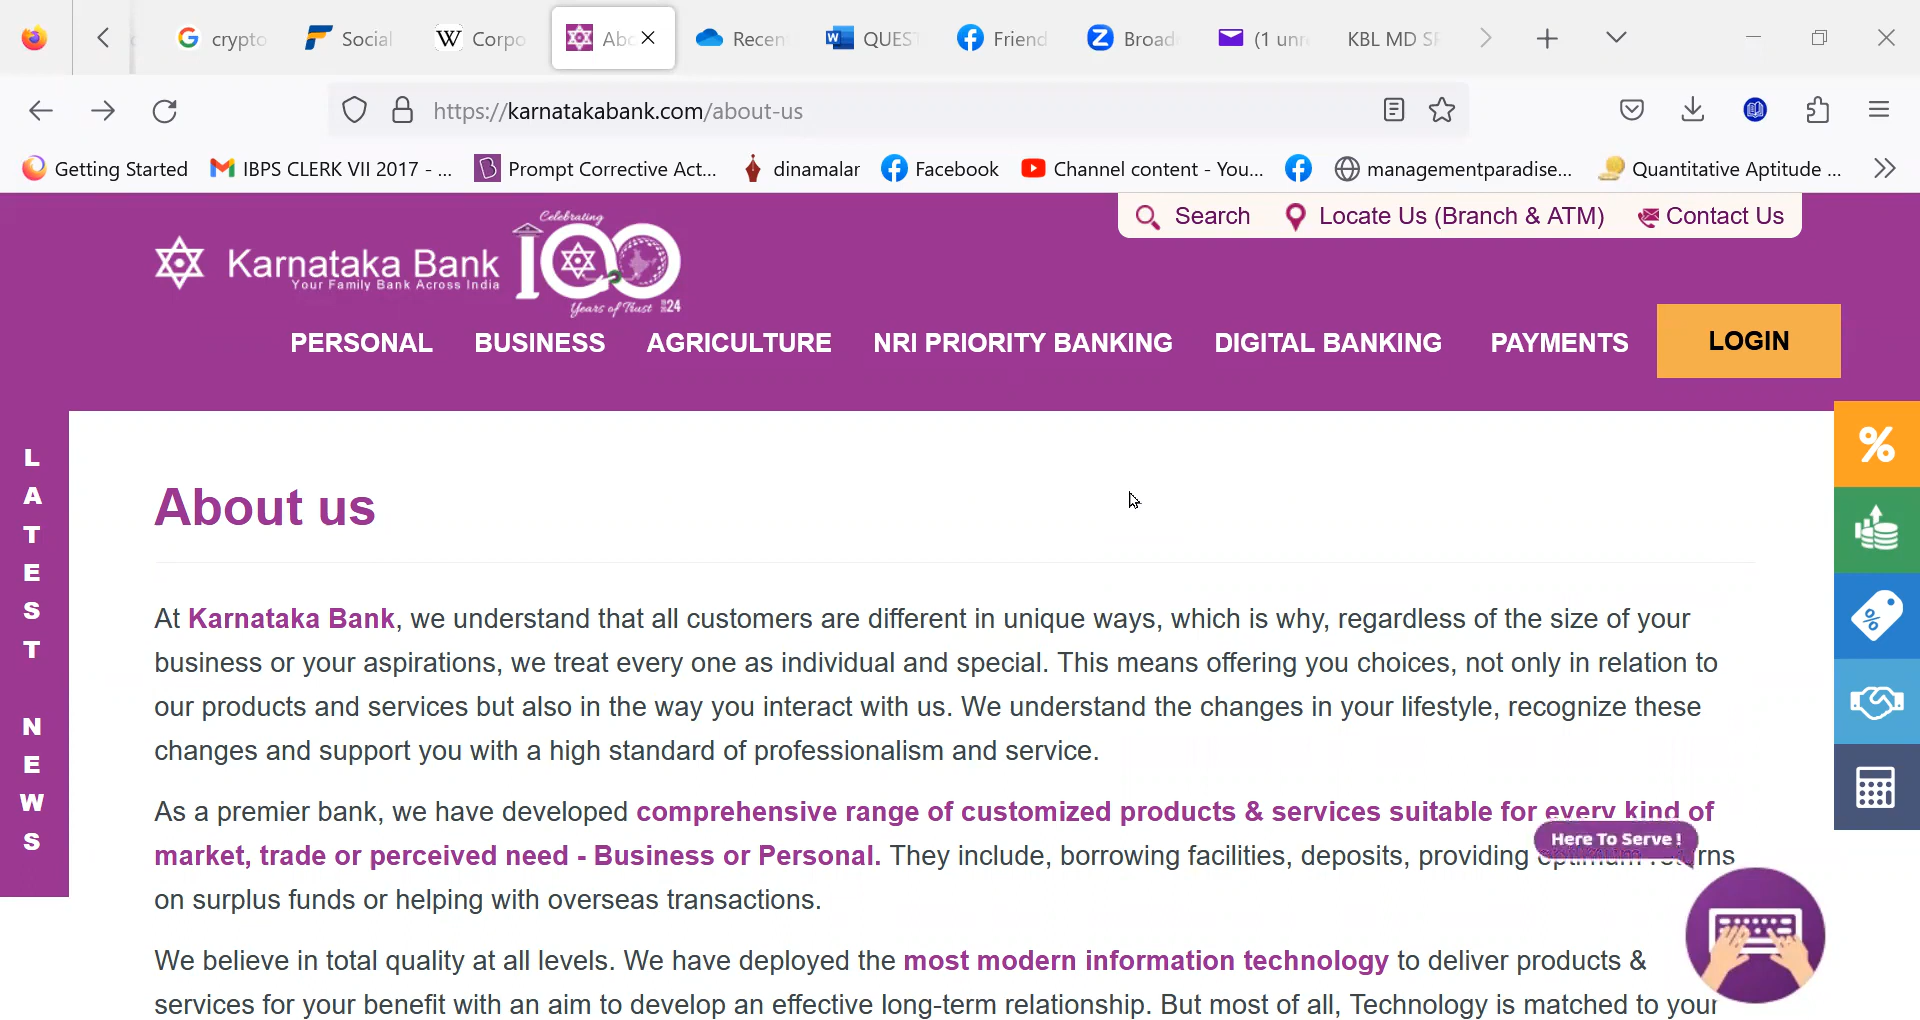 crypto
Social
Corpo
Abo
Recen
QUEST
Friend
Broad
(1 unr
KBL MD SP
https://karnatakabank.com/about-us
Getting Started
IBPS CLERK VII 2017 - ...
Prompt Corrective Act...
dinamalar
Facebook
Channel content - You...
managementparadise...
Quantitative Aptitude ...
Search
Locate Us (Branch & ATM)
Contact Us
Karnataka Bank
Your Family Bank Across India
Celebrating
100
Years of Trust
24
PERSONAL
BUSINESS
AGRICULTURE
NRI PRIORITY BANKING
DIGITAL BANKING
PAYMENTS
LOGIN
LATEST NEWS
About us
At Karnataka Bank, we understand that all customers are different in unique ways, which is why, regardless of the size of your
business or your aspirations, we treat every one as individual and special. This means offering you choices, not only in relation to
our products and services but also in the way you interact with us. We understand the changes in your lifestyle, recognize these
changes and support you with a high standard of professionalism and service.
As a premier bank, we have developed comprehensive range of customized products & services suitable for every kind of
market, trade or perceived need - Business or Personal. They include, borrowing facilities, deposits, providing optimum returns
on surplus funds or helping with overseas transactions.
We believe in total quality at all levels. We have deployed the most modern information technology to deliver products &
services for your benefit with an aim to develop an effective long-term relationship. But most of all, Technology is matched to your
Here To Serve !